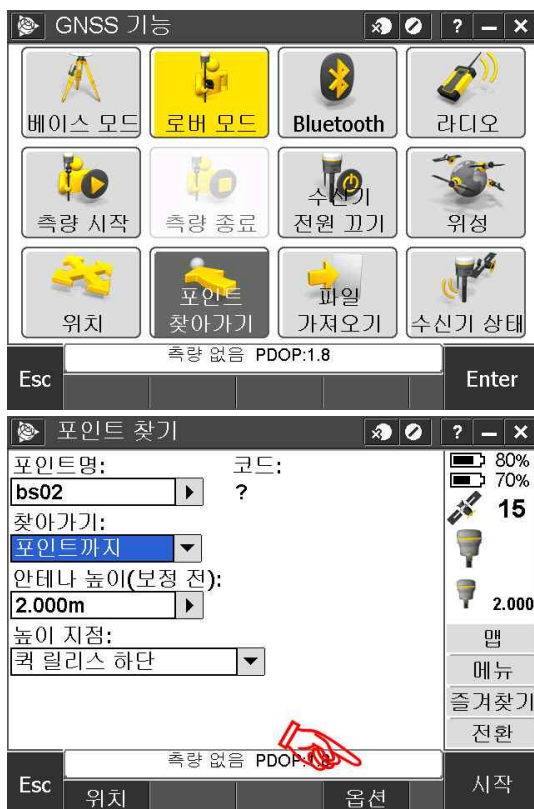 GNSS 기능
? – ×
베이스 모드
로버 모드
Bluetooth
라디오
측량 시작
측량 종료
수신기
전원 끄기
위성
위치
포인트
찾아가기
파일
가져오기
수신기 상태
측량 없음 PDOP:1.8
Esc
Enter
포인트 찾기
? – ×
포인트명:
코드:
80%
70%
bs02
?
15
찾아가기:
포인트까지
안테나 높이(보정 전):
2.000m
2.000
높이 지점:
퀵 릴리스 하단
맵
메뉴
즐겨찾기
전환
측량 없음 PDOP:1.8
Esc
위치
옵션
시작